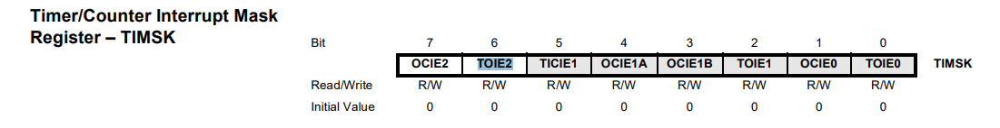 Timer/Counter Interrupt Mask
Register – TIMSK
Bit 7 6 5 4 3 2 1 0
OCIE2 TOIE2 TICIE1 OCIE1A OCIE1B TOIE1 OCIE0 TOIE0 TIMSK
Read/Write R/W R/W R/W R/W R/W R/W R/W R/W
Initial Value 0 0 0 0 0 0 0 0